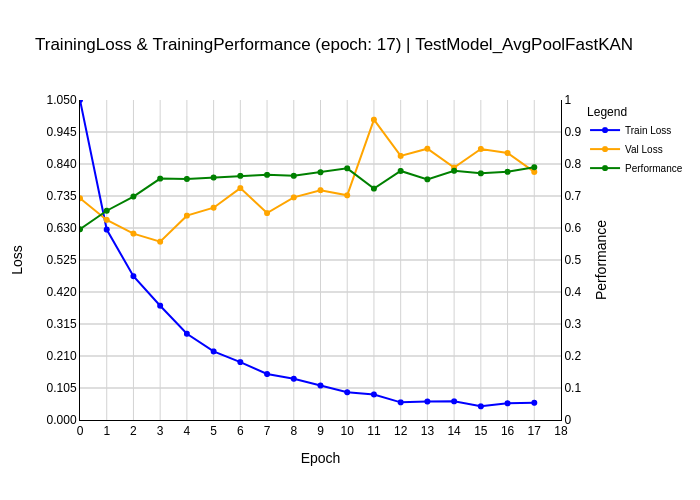 TrainingLoss & TrainingPerformance (epoch: 17) | TestModel_AvgPoolFastKAN
1.050
0.945
0.840
0.735
0.630
0.525
0.420
0.315
0.210
0.105
0.000
Loss
1
0.9
0.8
0.7
0.6
0.5
0.4
0.3
0.2
0.1
0
Performance
Legend
Train Loss
Val Loss
Performance
0 1 2 3 4 5 6 7 8 9 10 11 12 13 14 15 16 17 18
Epoch